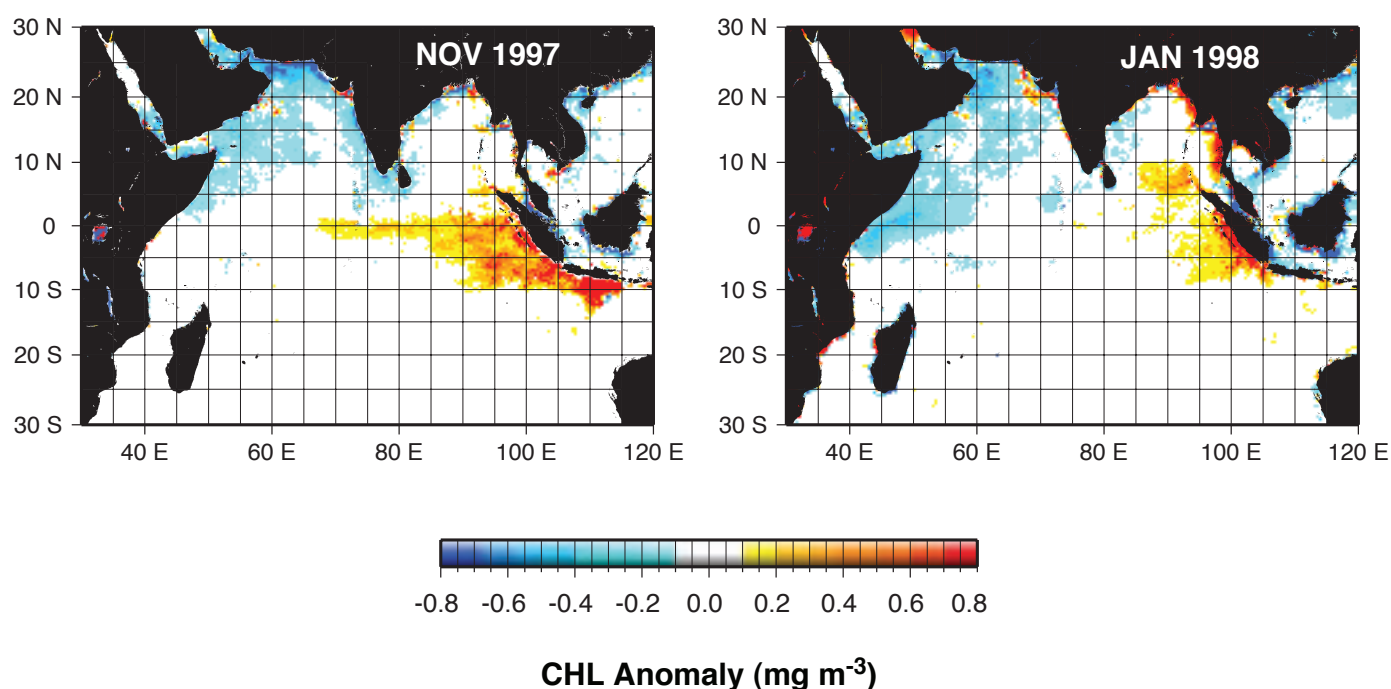 NOV 1997
30 N
20 N
10 N
0
10 S
20 S
30 S
40 E 60 E 80 E 100 E 120 E
JAN 1998
30 N
20 N
10 N
0
10 S
20 S
30 S
40 E 60 E 80 E 100 E 120 E
-0.8 -0.6 -0.4 -0.2 0.0 0.2 0.4 0.6 0.8
CHL Anomaly (mg m⁻³)